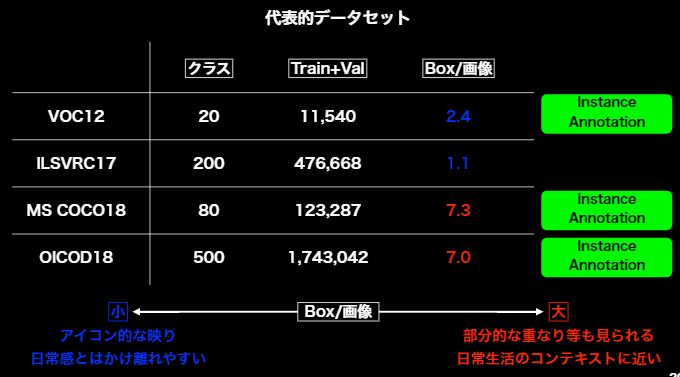 代表的データセット
クラス Train+Val Box/画像
VOC12 20 11,540 2.4 Instance Annotation
ILSVRC17 200 476,668 1.1
MS COCO18 80 123,287 7.3 Instance Annotation
OICOD18 500 1,743,042 7.0 Instance Annotation
小 Box/画像 大
アイコン的な映り 部分的な重なり等も見られる
日常感とはかけ離れやすい 日常生活のコンテキストに近い